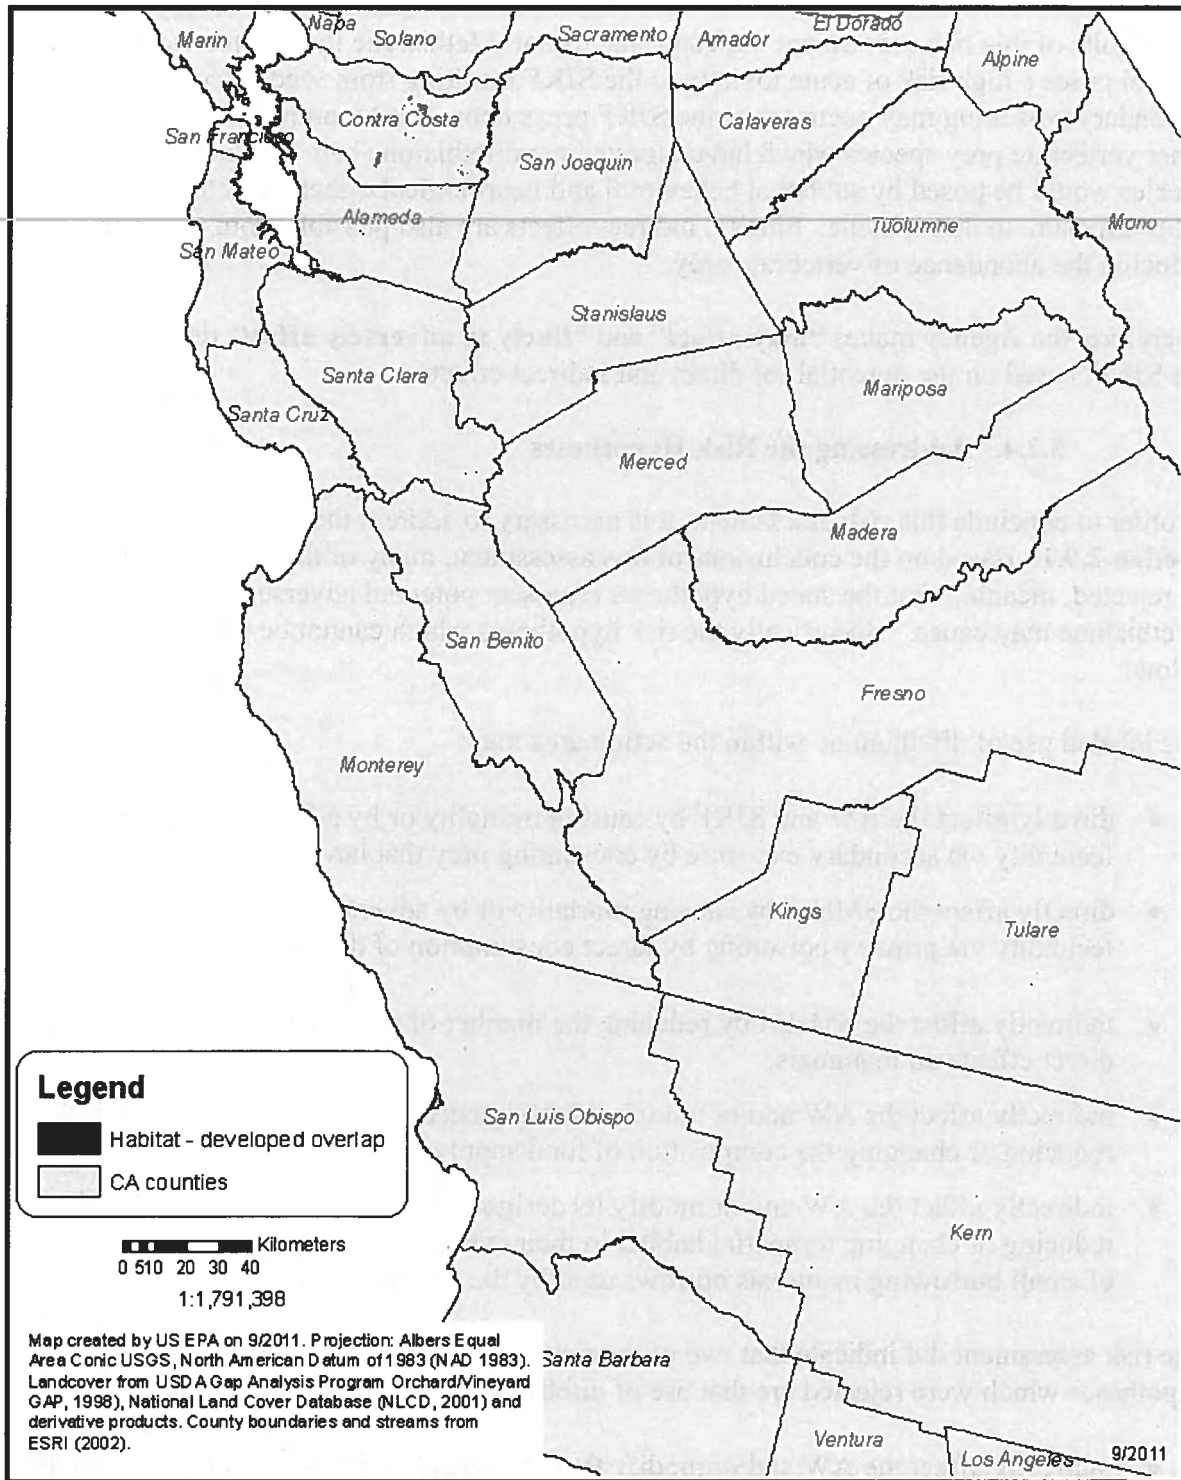 Napa
Marin
Solano
Sacramento
Amador
El Dorado
Alpine
Contra Costa
Calaveras
San Francisco
San Joaquin
Alameda
Tuolumne
Mono
San Mateo
Stanislaus
Santa Clara
Mariposa
Santa Cruz
Merced
Madera
San Benito
Fresno
Monterey
Kings
Tulare
San Luis Obispo
Kern
Santa Barbara
Ventura
Los Angeles
Legend
Habitat - developed overlap
CA counties
Kilometers
0 5 10 20 30 40
1:1,791,398
Map created by US EPA on 9/2011. Projection: Albers Equal
Area Conic USGS, North American Datum of 1983 (NAD 1983).
Landcover from USDA Gap Analysis Program Orchard/Vineyard
GAP, 1998), National Land Cover Database (NLCD, 2001) and
derivative products. County boundaries and streams from
ESRI (2002).
9/2011